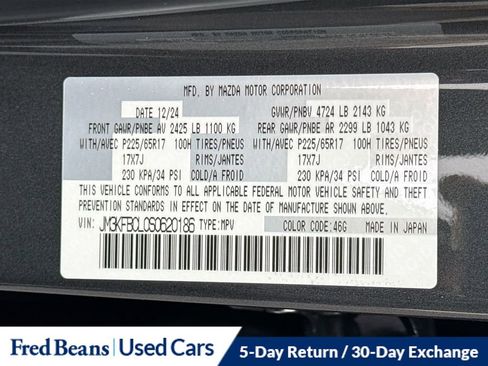 MFD. BY MAZDA MOTOR CORPORATION
DATE 12/24 GVWR/PNBV 4724 LB 2143 KG
FRONT GAWR/PNBE AV 2425 LB 1100 KG REAR GAWR/PNBE AR 2299 LB 1043 KG
WITH/AVEC P225/65R17 100H TIRES/PNEUS WITH/AVEC P225/65R17 100H TIRES/PNEUS
17X7J RIMS/JANTES 17X7J RIMS/JANTES
230 KPA/34 PSI COLD/A FROID 230 KPA/34 PSI COLD/A FROID
THIS VEHICLE CONFORMS TO ALL APPLICABLE FEDERAL MOTOR VEHICLE SAFETY AND
THEFT PREVENTION STANDARDS IN EFFECT ON THE DATE OF MANUFACTURE SHOWN ABOVE.
VIN: JM3KFBCL0S0620186 TYPE:MPV COLOR CODE:46G MADE IN JAPAN
Fred Beans Used Cars 5-Day Return / 30-Day Exchange